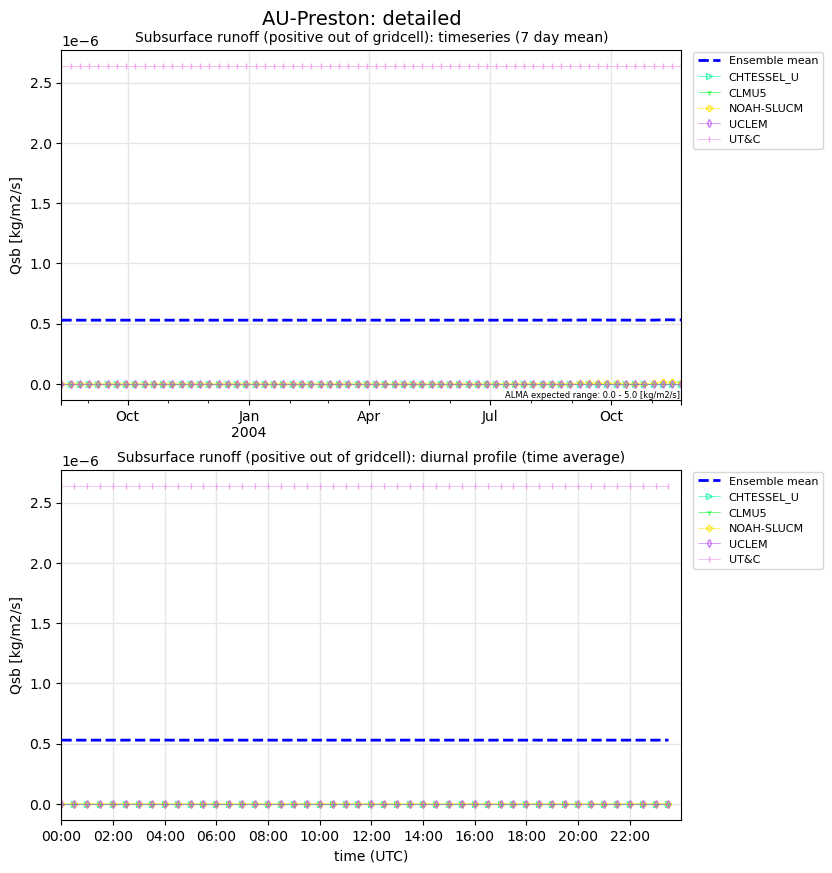 AU-Preston: detailed
Subsurface runoff (positive out of gridcell): timeseries (7 day mean)
1e−6
2.5
2.0
1.5
1.0
0.5
0.0
Qsb [kg/m2/s]
Ensemble mean
CHTESSEL_U
CLMU5
NOAH-SLUCM
UCLEM
UT&C
ALMA expected range: 0.0 - 5.0 [kg/m2/s]
Oct Jan Apr Jul Oct
2004
Subsurface runoff (positive out of gridcell): diurnal profile (time average)
1e−6
2.5
2.0
1.5
1.0
0.5
0.0
Qsb [kg/m2/s]
Ensemble mean
CHTESSEL_U
CLMU5
NOAH-SLUCM
UCLEM
UT&C
00:00 02:00 04:00 06:00 08:00 10:00 12:00 14:00 16:00 18:00 20:00 22:00
time (UTC)